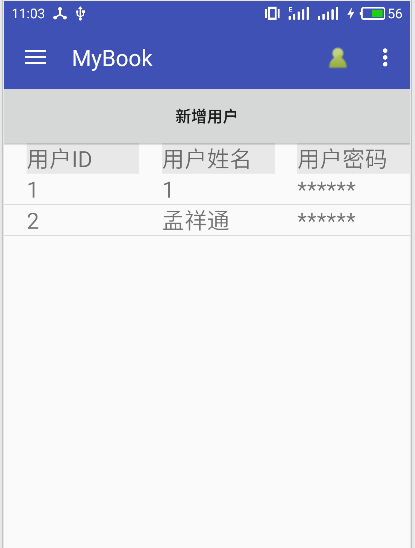 11:03 E 56
MyBook
新增用户
用户ID 用户姓名 用户密码
1 1 ******
2 孟祥通 ******